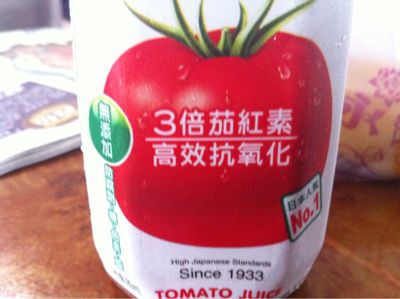 3倍茄紅素
高效抗氧化
無添加
日本人氣
No.1
High Japanese Standards
Since 1933
TOMATO JUICE